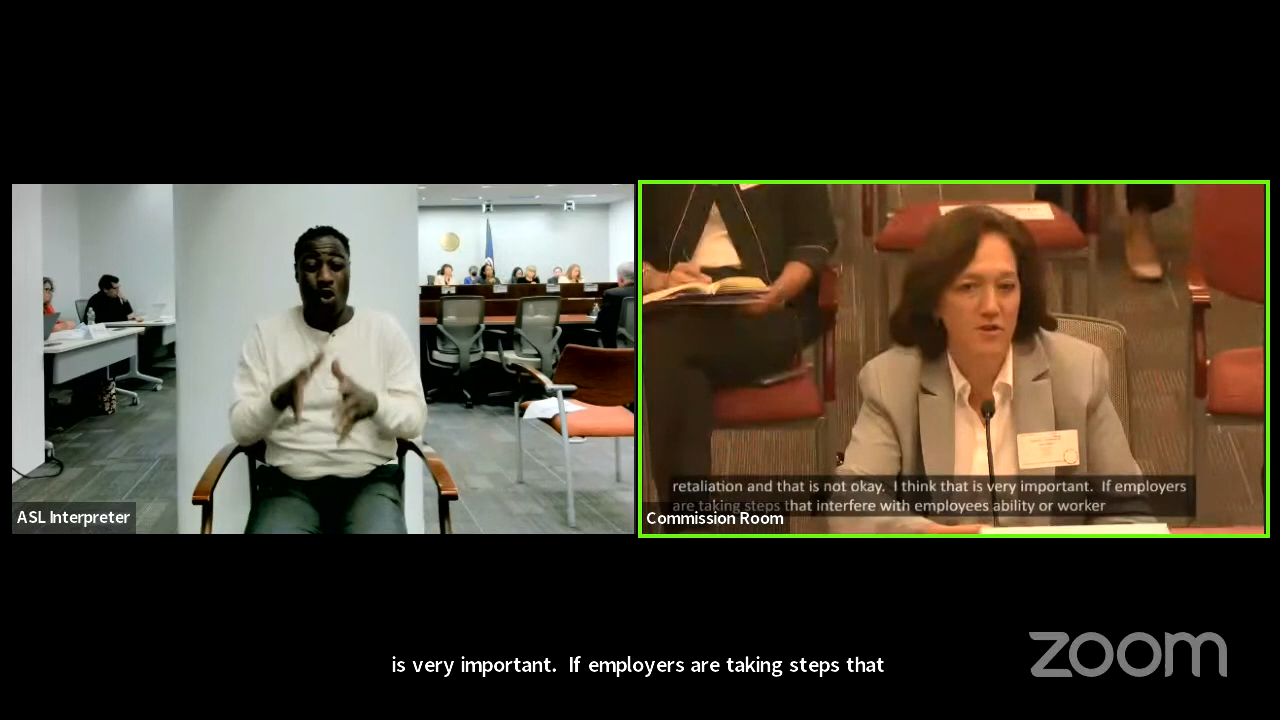 retaliation and that is not okay.  I think that is very important.  If employers
are taking steps that interfere with employees ability or worker
ASL Interpreter
Commission Room
is very important.  If employers are taking steps that
zoom